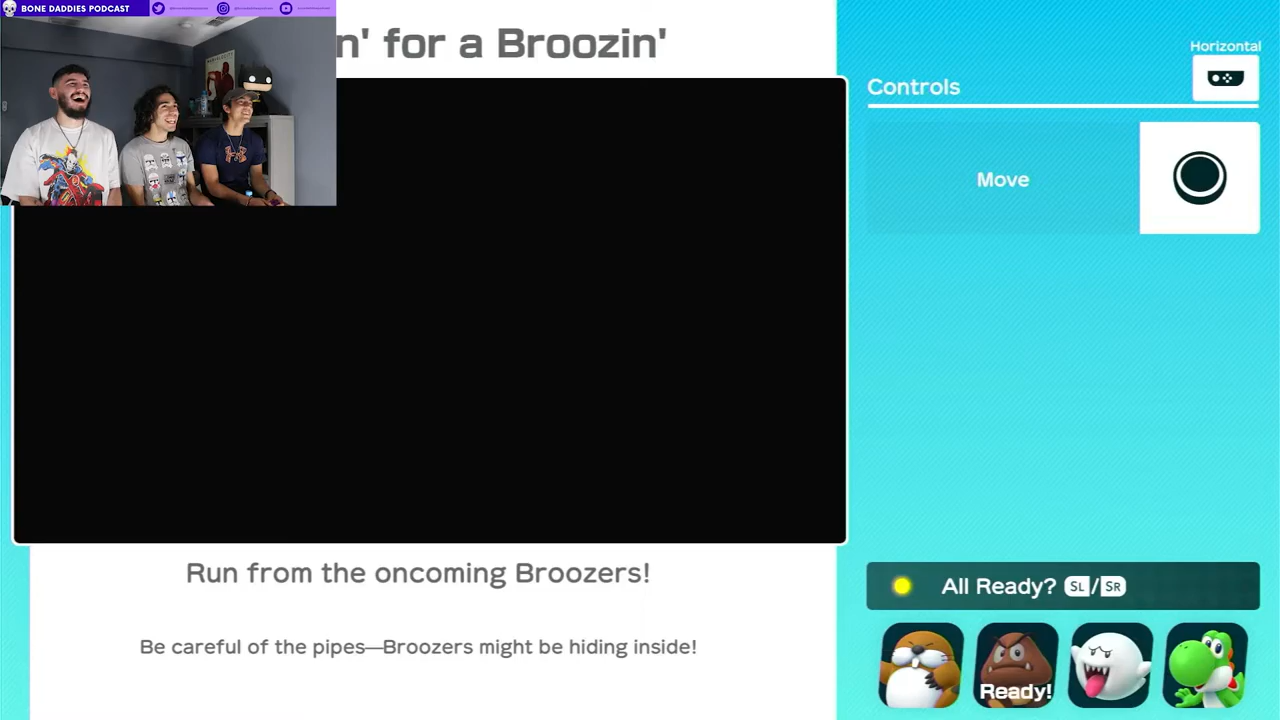 BONE DADDIES PODCAST
n' for a Broozin'
Horizontal
Controls
Move
Run from the oncoming Broozers!
Be careful of the pipes—Broozers might be hiding inside!
All Ready? SL/SR
Ready!